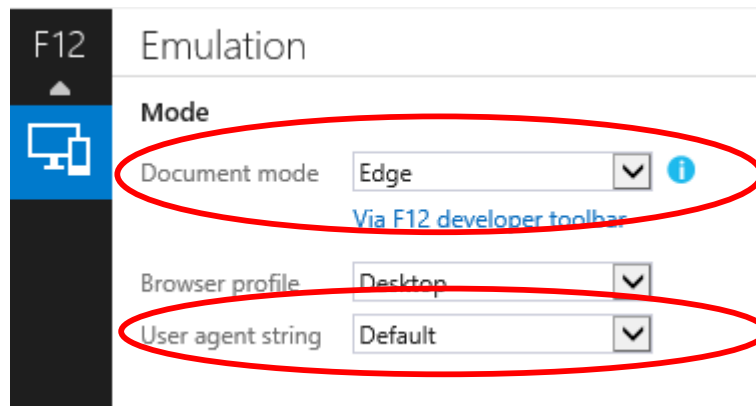 F12 Emulation
Mode
Document mode Edge
Via F12 developer toolbar
Browser profile Desktop
User agent string Default